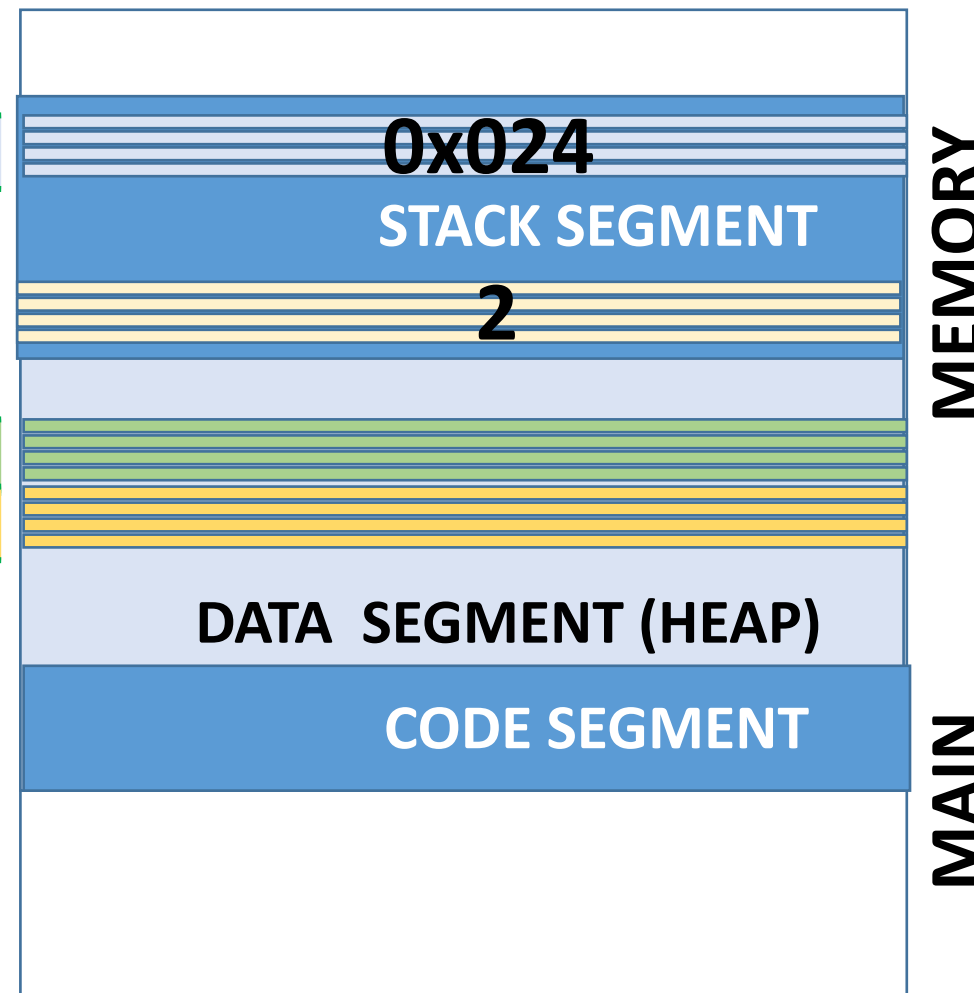 0x024
STACK SEGMENT
2
DATA SEGMENT (HEAP)
CODE SEGMENT
MAIN MEMORY